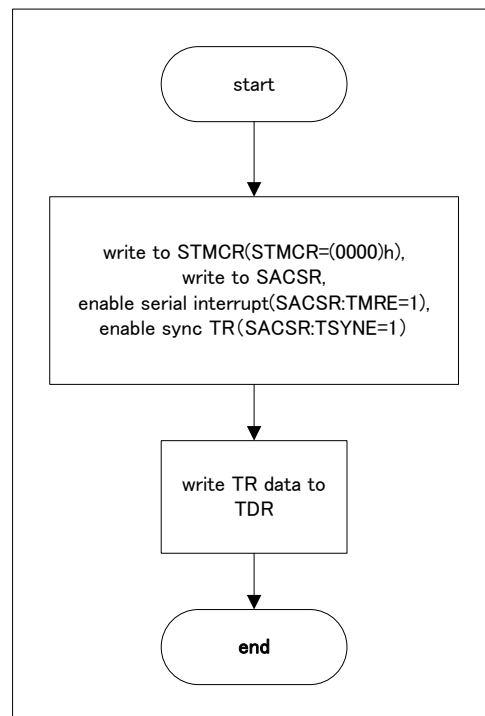 start
write to STMCR(STMCR=(0000)h),
write to SACSR,
enable serial interrupt(SACSR:TMRE=1),
enable sync TR(SACSR:TSYNE=1)
write TR data to
TDR
end